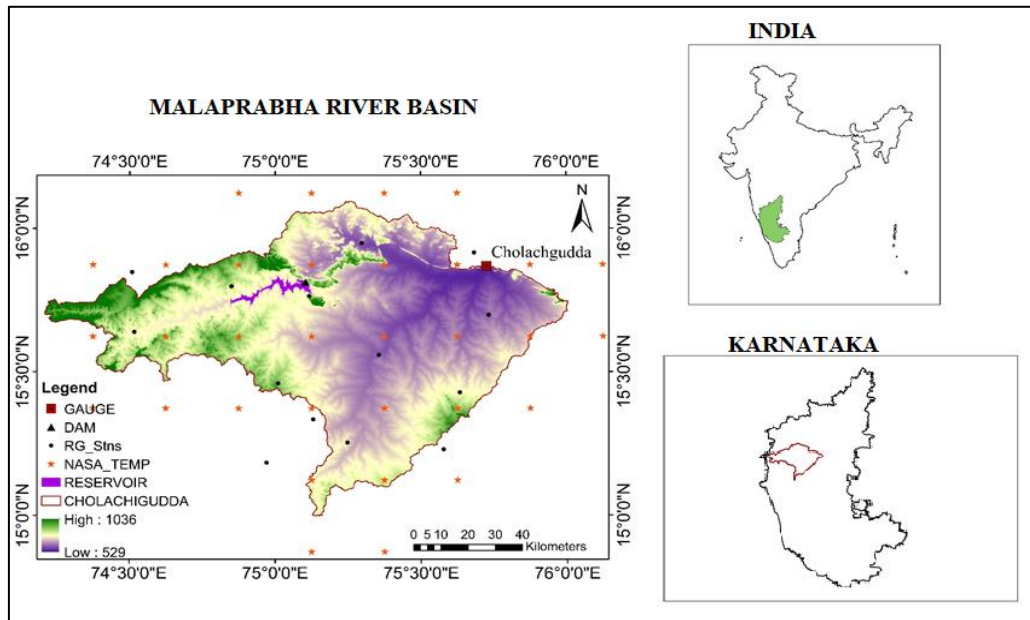 INDIA
MALAPRABHA RIVER BASIN
74°30'0"E 75°0'0"E 75°30'0"E 76°0'0"E
N
16°0'0"N 16°0'0"N
Cholachgudda
15°30'0"N 15°30'0"N
Legend
GAUGE
DAM
RG_Stns
NASA_TEMP
RESERVOIR
CHOLACHIGUDDA
High : 1036
Low : 529
15°0'0"N 15°0'0"N
0 5 10 20 30 40
Kilometers
74°30'0"E 75°0'0"E 75°30'0"E 76°0'0"E
KARNATAKA